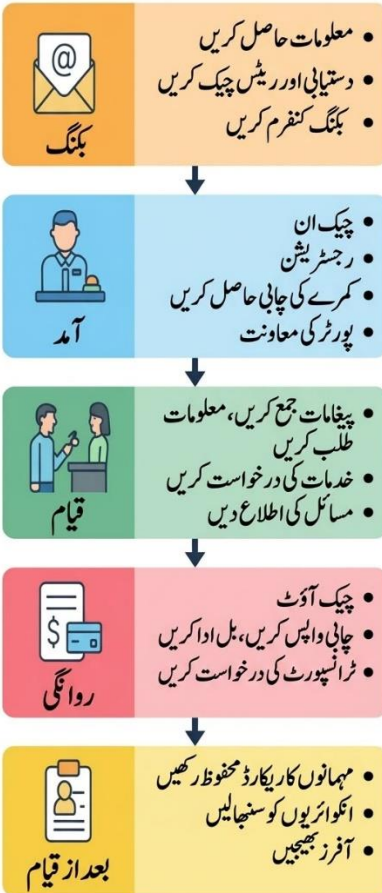 @
بکنگ
• معلومات حاصل کریں
• دستیابی اور ریٹس چیک کریں
• بکنگ کنفرم کریں
آمد
• چیک ان
• رجسٹریشن
• کمرے کی چابی حاصل کریں
• پورٹر کی معاونت
قیام
• پیغامات جمع کریں، معلومات
طلب کریں
• خدمات کی درخواست کریں
• مسائل کی اطلاع دیں
$
روانگی
• چیک آؤٹ
• چابی واپس کریں، بل ادا کریں
• ٹرانسپورٹ کی درخواست کریں
بعد از قیام
• مہمانوں کا ریکارڈ محفوظ رکھیں
• انکوائریوں کو سنبھالیں
• آفرز بھیجیں